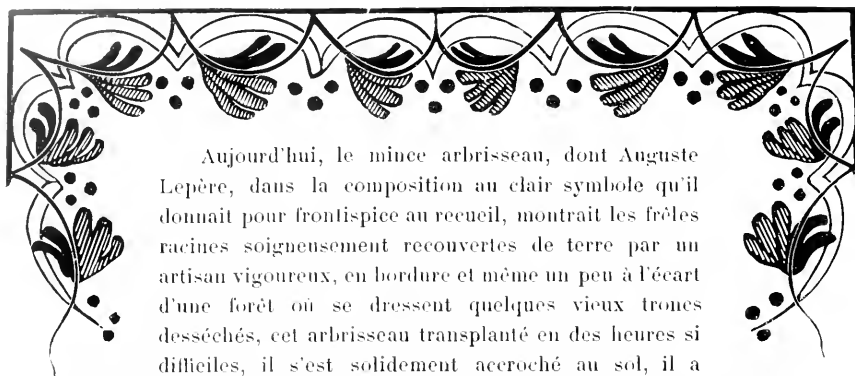 Aujourd'hui, le mince arbrisseau, dont Auguste
Lepère, dans la composition au clair symbole qu'il
donnait pour frontispice au recueil, montrait les frêles
racines soigneusement recouvertes de terre par un
artisan vigoureux, en bordure et même un peu à l'écart
d'une forêt où se dressent quelques vieux troncs
desséchés, cet arbrisseau transplanté en des heures si
difficiles, il s'est solidement accroché au sol, il a